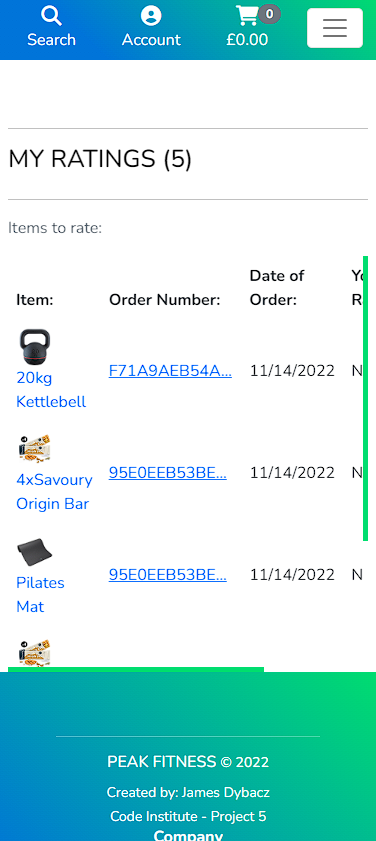 0
Search Account £0.00
MY RATINGS (5)
Items to rate:
Item: Order Number: Date of Order:
20kg Kettlebell F71A9AEB54A... 11/14/2022 N
4xSavoury Origin Bar 95E0EEB53BE... 11/14/2022 N
Pilates Mat 95E0EEB53BE... 11/14/2022 N
PEAK FITNESS © 2022
Created by: James Dybacz
Code Institute - Project 5
Company